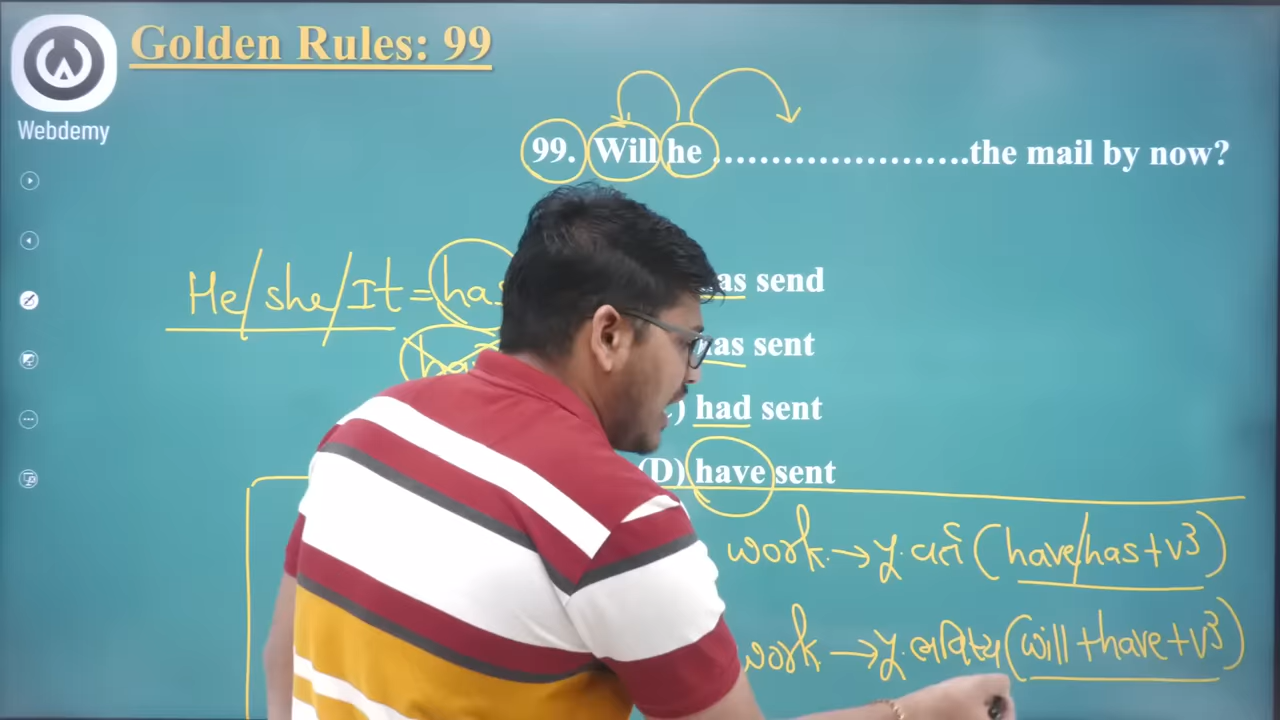 Golden Rules: 99
Webdemy
99. Will he ......................the mail by now?
He/she/It = has
as send
has sent
) had sent
(D) have sent
work → પૂ. વર્ત (have/has + v3)
work → પૂ. ભવિષ્ય (will + have + v3)